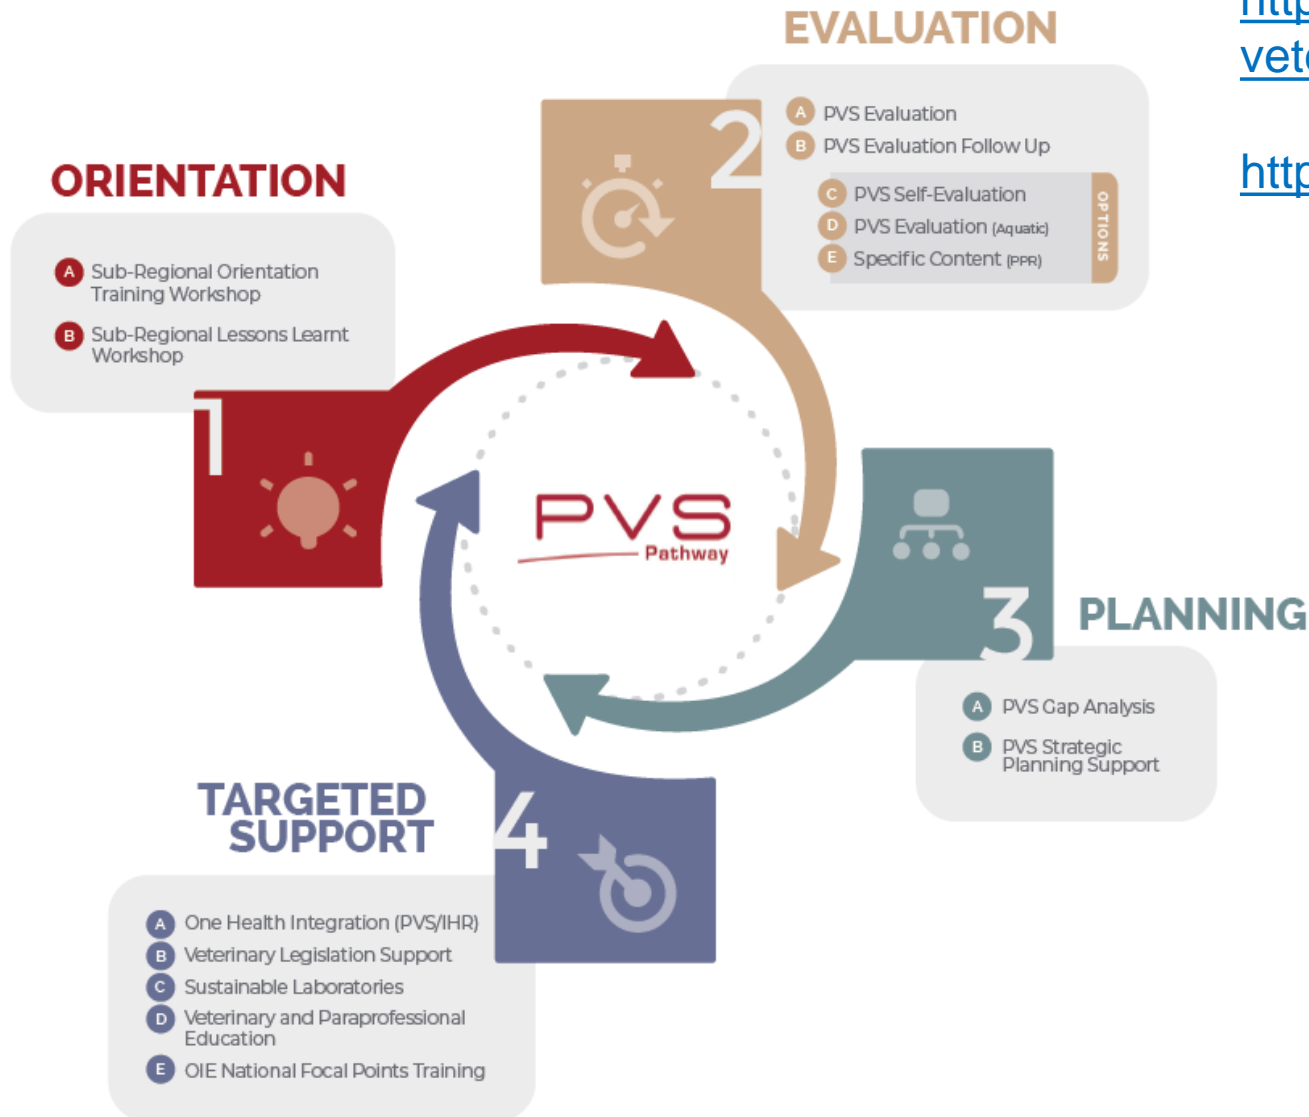 EVALUATION
2
A PVS Evaluation
B PVS Evaluation Follow Up
C PVS Self-Evaluation
D PVS Evaluation (Aquatic)
E Specific Content (PPR)
OPTIONS
http
vete
http
ORIENTATION
A Sub-Regional Orientation
Training Workshop
B Sub-Regional Lessons Learnt
Workshop
1
PVS
Pathway
3
PLANNING
A PVS Gap Analysis
B PVS Strategic
Planning Support
TARGETED
SUPPORT
4
A One Health Integration (PVS/IHR)
B Veterinary Legislation Support
C Sustainable Laboratories
D Veterinary and Paraprofessional
Education
E OIE National Focal Points Training